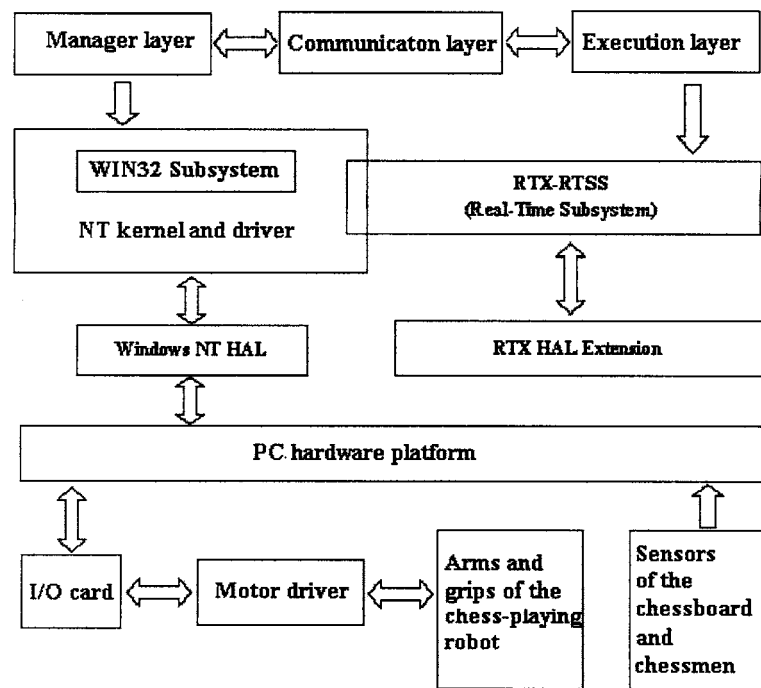 Manager layer
Communicaton layer
Execution layer
WIN32 Subsystem
NT kernel and driver
RTX-RTSS
(Real-Time Subsystem)
Windows NT HAL
RTX HAL Extension
PC hardware platform
I/O card
Motor driver
Arms and
grips of the
chess-playing
robot
Sensors
of the
chessboard
and
chessmen